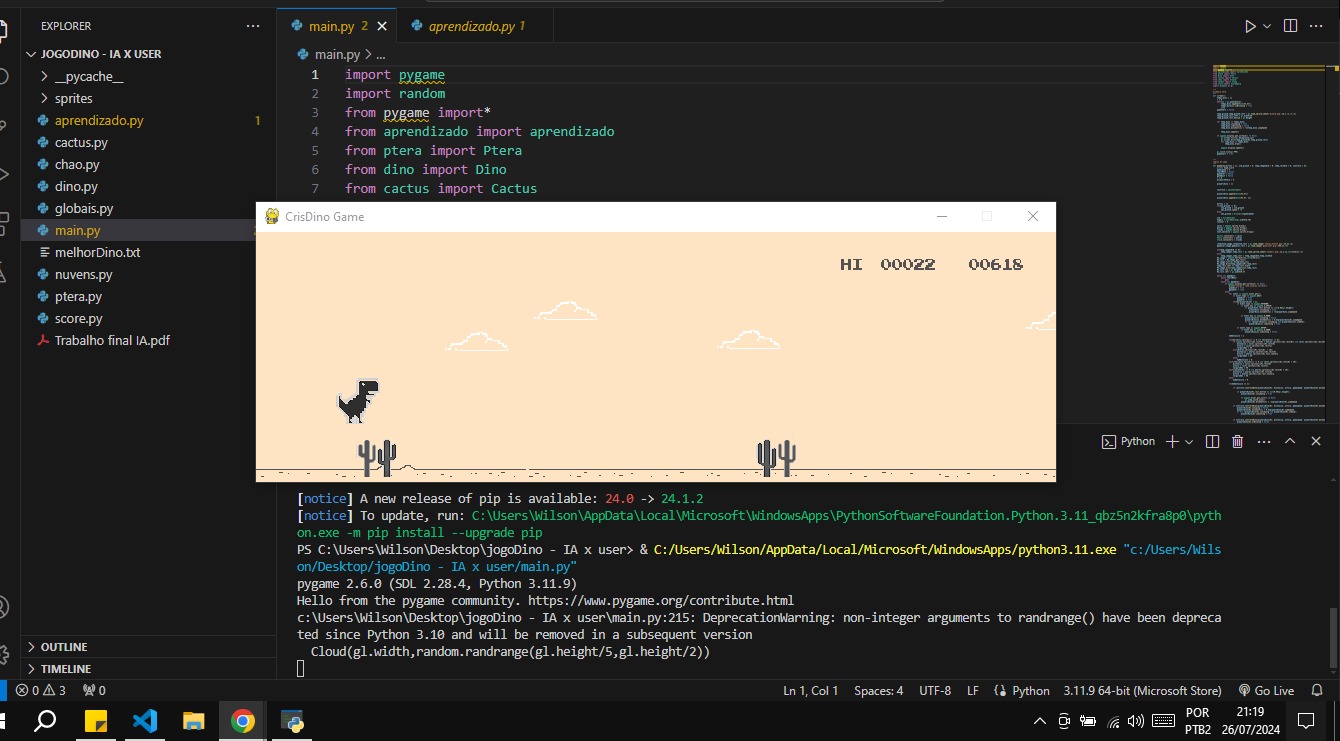 EXPLORER
JOGODINO - IA X USER
__pycache__
sprites
aprendizado.py 1
cactus.py
chao.py
dino.py
globais.py
main.py
melhorDino.txt
nuvens.py
ptera.py
score.py
Trabalho final IA.pdf
OUTLINE
TIMELINE
main.py 2
aprendizado.py 1
main.py > ...
1 import pygame
2 import random
3 from pygame import*
4 from aprendizado import aprendizado
5 from ptera import Ptera
6 from dino import Dino
7 from cactus import Cactus
CrisDino Game
HI 00022 00618
Python
[notice] A new release of pip is available: 24.0 -> 24.1.2
[notice] To update, run: C:\Users\Wilson\AppData\Local\Microsoft\WindowsApps\PythonSoftwareFoundation.Python.3.11_qbz5n2kfra8p0\pyth
on.exe -m pip install --upgrade pip
PS C:\Users\Wilson\Desktop\jogoDino - IA x user> & C:/Users/Wilson/AppData/Local/Microsoft/WindowsApps/python3.11.exe "c:/Users/Wils
on/Desktop/jogoDino - IA x user/main.py"
pygame 2.6.0 (SDL 2.28.4, Python 3.11.9)
Hello from the pygame community. https://www.pygame.org/contribute.html
c:\Users\Wilson\Desktop\jogoDino - IA x user\main.py:215: DeprecationWarning: non-integer arguments to randrange() have been depreca
ted since Python 3.10 and will be removed in a subsequent version
Cloud(gl.width,random.randrange(gl.height/5,gl.height/2))
0 3 0
Ln 1, Col 1 Spaces: 4 UTF-8 LF Python 3.11.9 64-bit (Microsoft Store) Go Live
POR
PTB2
21:19
26/07/2024